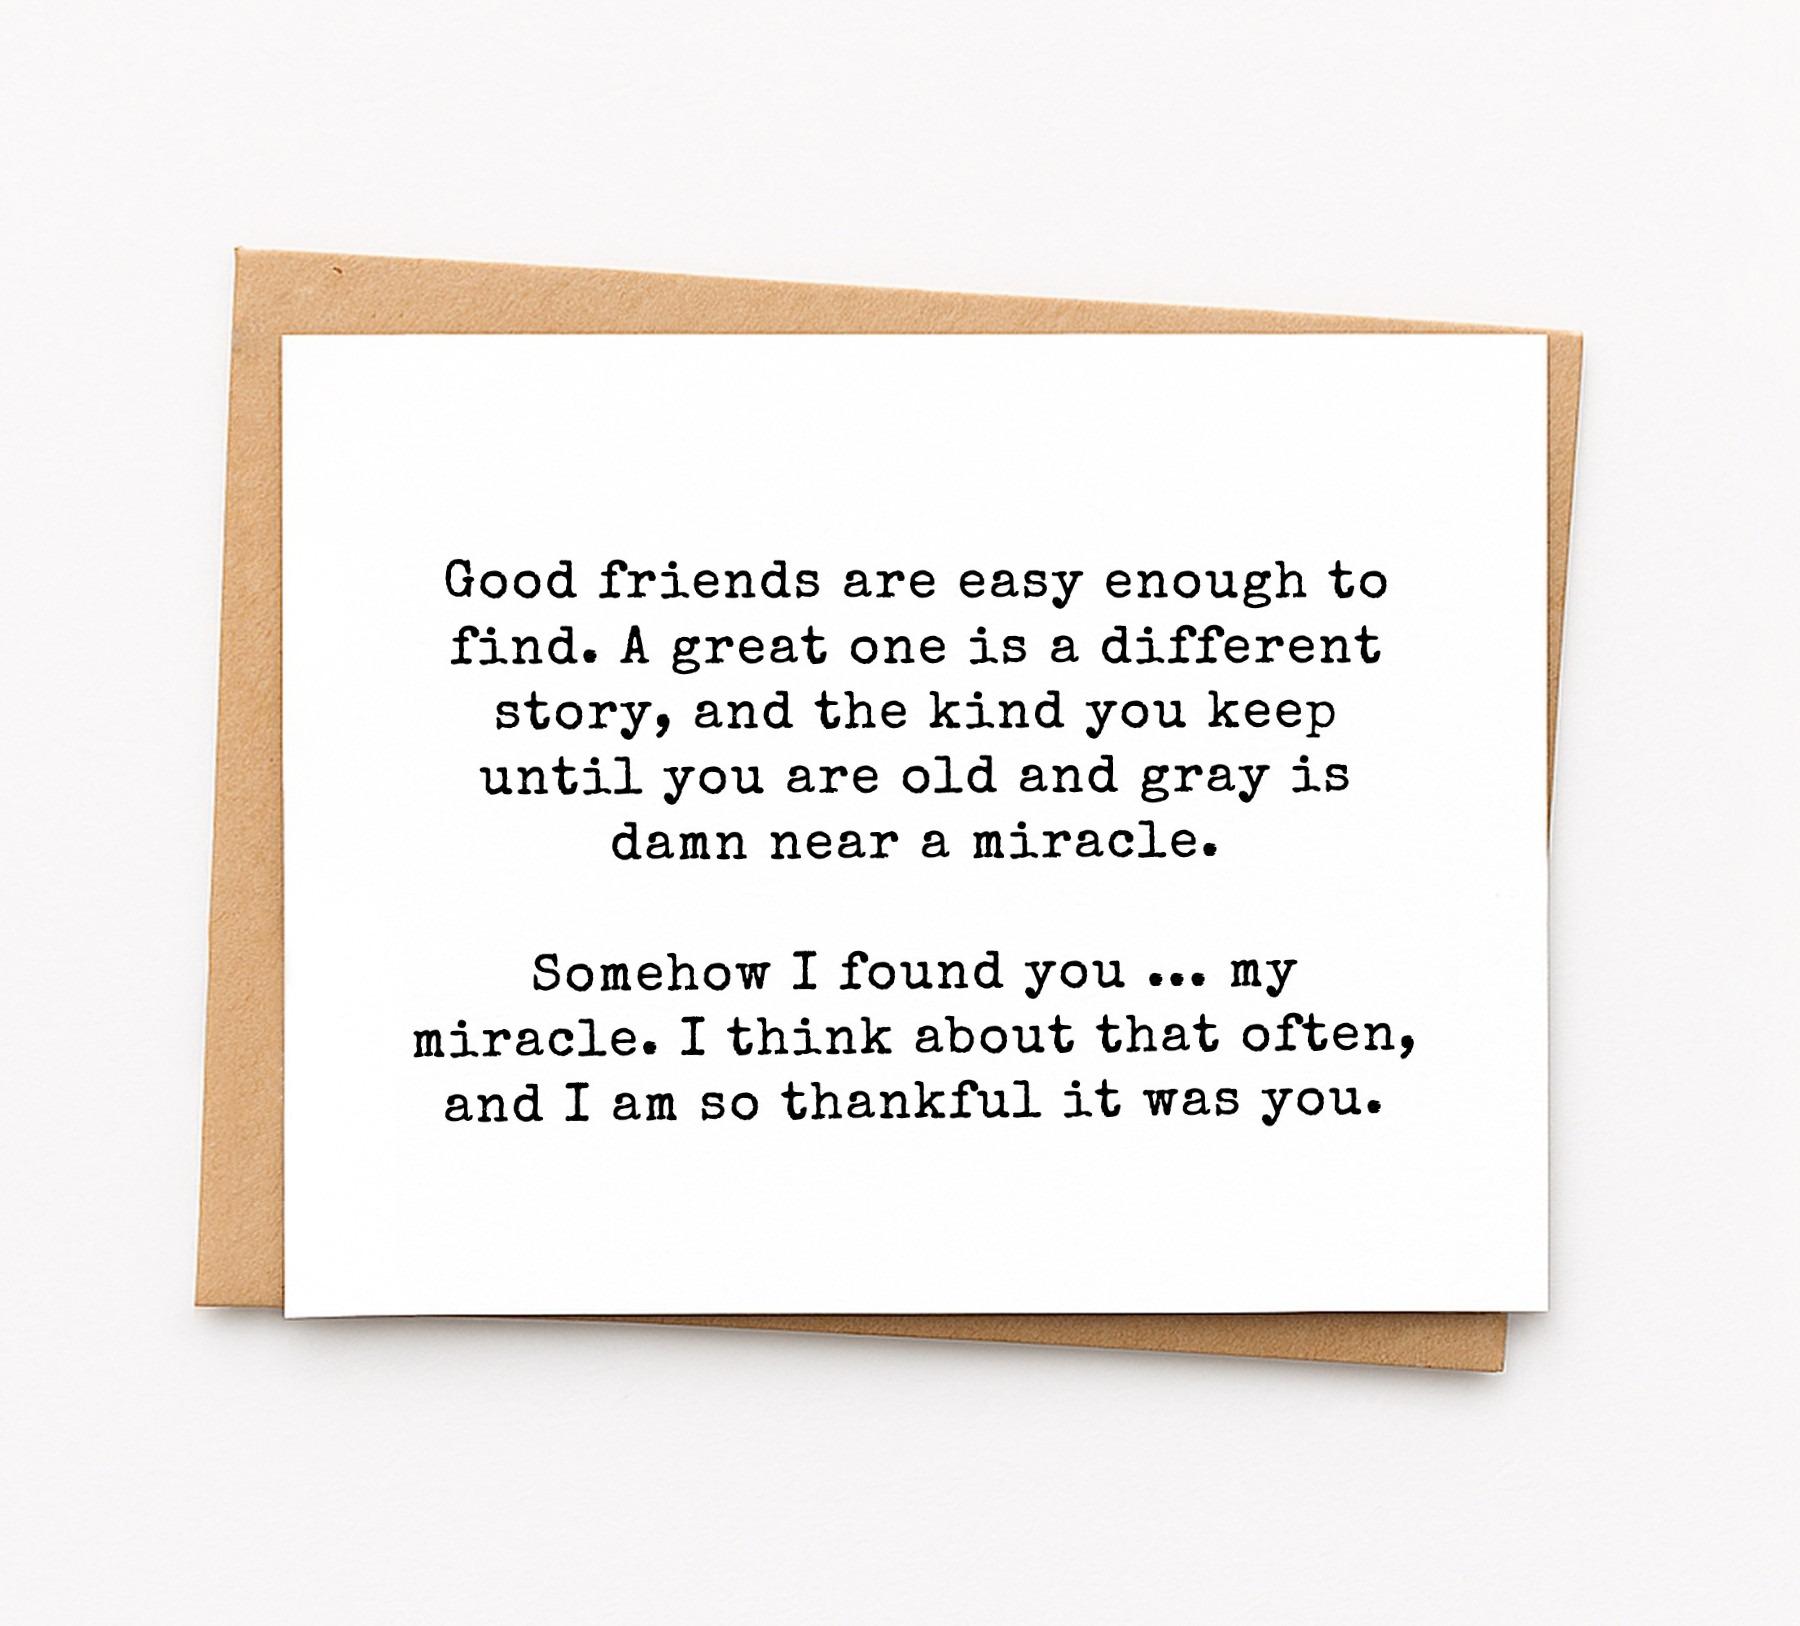 Good friends are easy enough to
find. A great one is a different
story, and the kind you keep
until you are old and gray is
damn near a miracle.
Somehow I found you ... my
miracle. I think about that often,
and I am so thankful it was you.